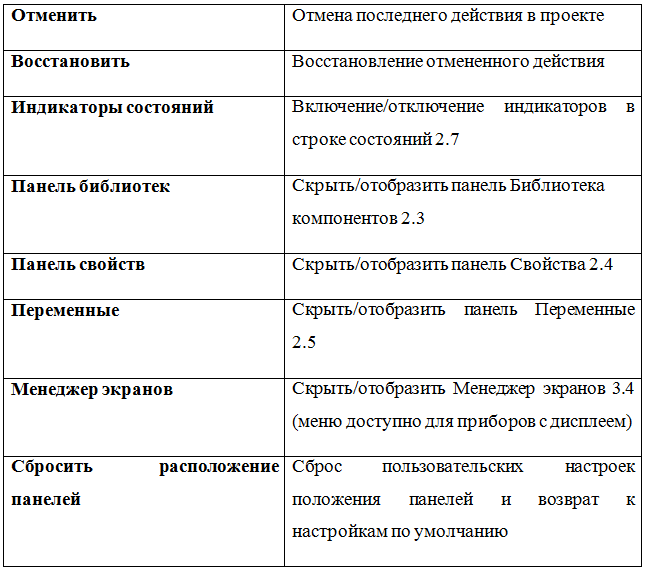 Отменить
Отмена последнего действия в проекте
Восстановить
Восстановление отмененного действия
Индикаторы состояний
Включение/отключение индикаторов в
строке состояний 2.7
Панель библиотек
Скрыть/отобразить панель Библиотека
компонентов 2.3
Панель свойств
Скрыть/отобразить панель Свойства 2.4
Переменные
Скрыть/отобразить панель Переменные
2.5
Менеджер экранов
Скрыть/отобразить Менеджер экранов 3.4
(меню доступно для приборов с дисплеем)
Сбросить расположение
панелей
Сброс пользовательских настроек
положения панелей и возврат к
настройкам по умолчанию